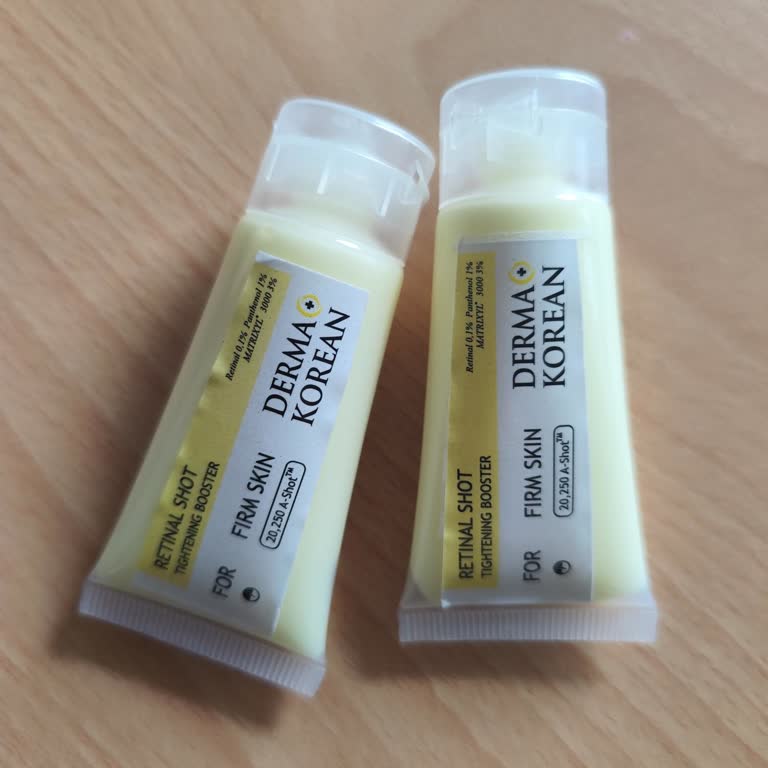 RETINAL SHOT
TIGHTENING BOOSTER
Retinal 0,1% Panthenol 1%
MATRIXYL® 3000 3%
FOR FIRM SKIN
20,250 A-Shot™
DERMA
KOREAN
RETINAL SHOT
TIGHTENING BOOSTER
Retinal 0,1% Panthenol 1%
MATRIXYL® 3000 3%
FOR FIRM SKIN
20,250 A-Shot™
DERMA
KOREAN